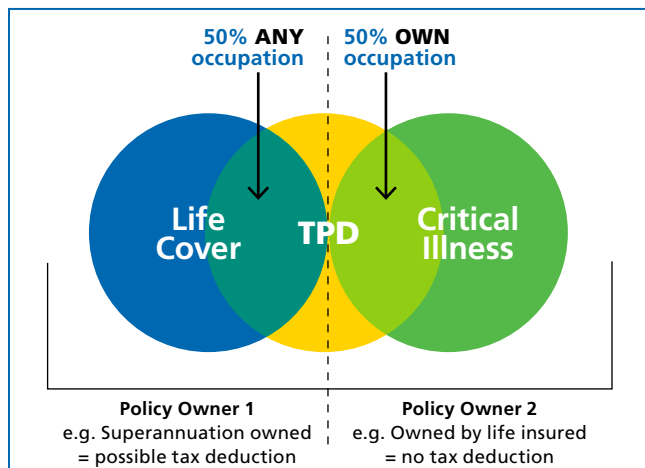 50% ANY
occupation
50% OWN
occupation
Life
Cover
TPD
Critical
Illness
Policy Owner 1
e.g. Superannuation owned
= possible tax deduction
Policy Owner 2
e.g. Owned by life insured
= no tax deduction